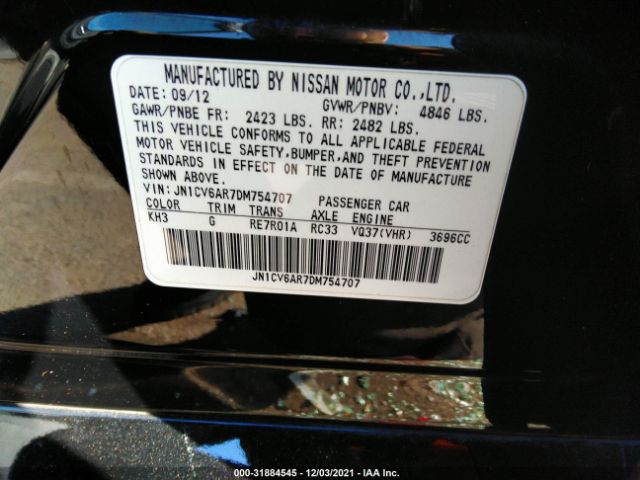 MANUFACTURED BY NISSAN MOTOR CO.,LTD.
DATE: 09/12 GVWR/PNBV: 4846 LBS.
GAWR/PNBE FR: 2423 LBS. RR: 2482 LBS.
THIS VEHICLE CONFORMS TO ALL APPLICABLE FEDERAL
MOTOR VEHICLE SAFETY,BUMPER,AND THEFT PREVENTION
STANDARDS IN EFFECT ON THE DATE OF MANUFACTURE
SHOWN ABOVE.
VIN: JN1CV6AR7DM754707 PASSENGER CAR
COLOR TRIM TRANS AXLE ENGINE
KH3 G RE7R01A RC33 VQ37(VHR) 3696CC
JN1CV6AR7DM754707
000-31884545 - 12/03/2021 - IAA Inc.